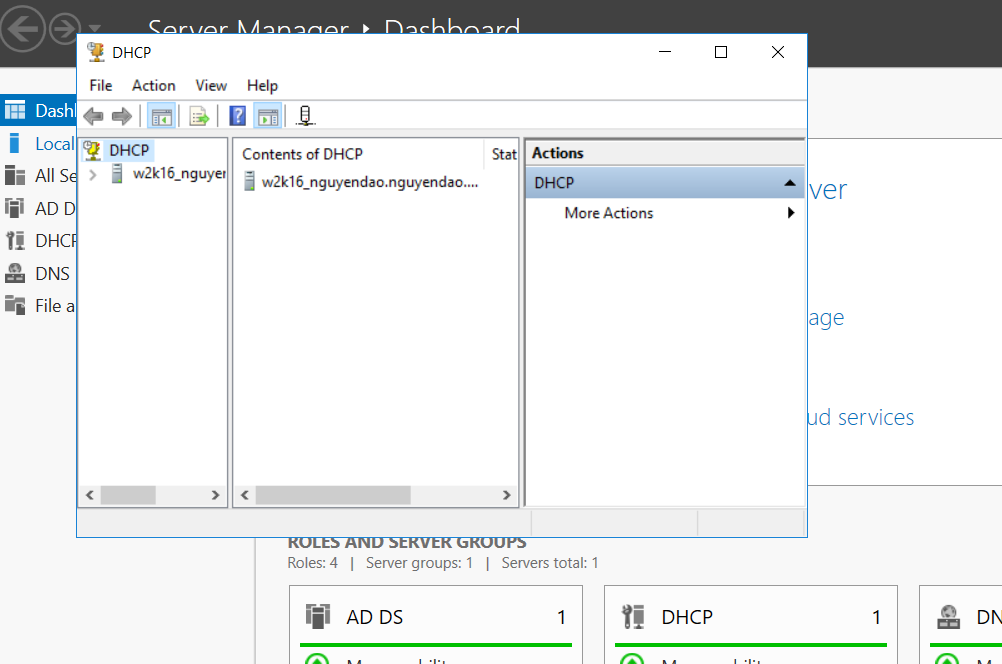 Server Manager ‣ Dashboard
DHCP
File Action View Help
Dash
Local
All Se
AD D
DHCP
DNS
File a
DHCP
w2k16_nguyen
Contents of DHCP Stat
w2k16_nguyendao.nguyendao....
Actions
DHCP
More Actions
ver
age
ud services
ROLES AND SERVER GROUPS
Roles: 4 | Server groups: 1 | Servers total: 1
AD DS 1
DHCP 1
DN